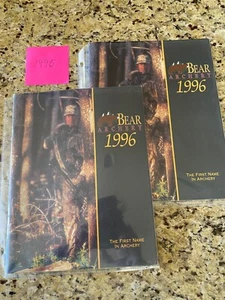 1996
BEAR
ARCHERY
1996
THE FIRST NAME
IN ARCHERY
BEAR
ARCHERY
1996
THE FIRST NAME
IN ARCHERY